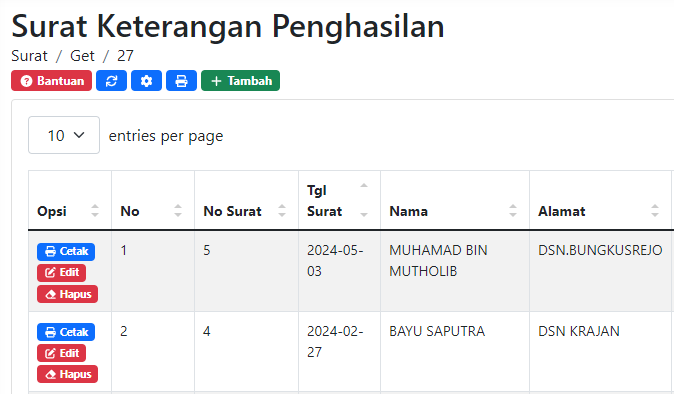 Surat Keterangan Penghasilan
Surat / Get / 27
Bantuan Tambah
10 entries per page
Opsi No No Surat Tgl Surat Nama Alamat
Cetak 1 5 2024-05- MUHAMAD BIN DSN.BUNGKUSREJO
Edit 03 MUTHOLIB
Hapus
Cetak 2 4 2024-02- BAYU SAPUTRA DSN KRAJAN
Edit 27
Hapus